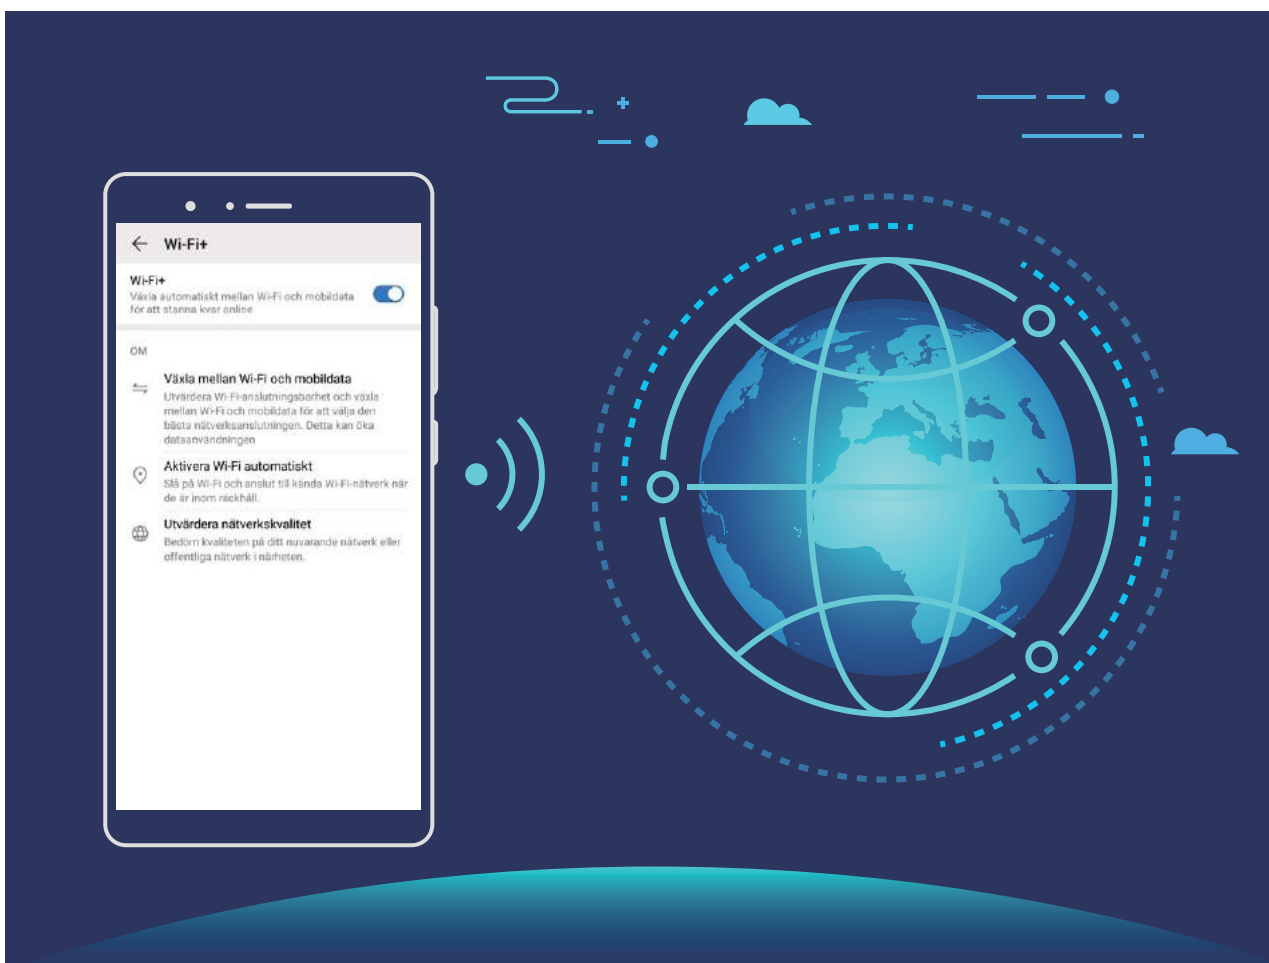 Wi-Fi+
Wi-Fi+
Växla automatiskt mellan Wi-Fi och mobildata
för att stanna kvar online
OM
Växla mellan Wi-Fi och mobildata
Utvärdera Wi-Fi-anslutningsbarhet och växla
mellan Wi-Fi och mobildata för att välja den
bästa nätverksanslutningen. Detta kan öka
dataanvändningen
Aktivera Wi-Fi automatiskt
Slå på Wi-Fi och anslut till kända Wi-Fi-nätverk när
de är inom räckhåll.
Utvärdera nätverkskvalitet
Bedöm kvaliteten på ditt nuvarande nätverk eller
offentliga nätverk i närheten.